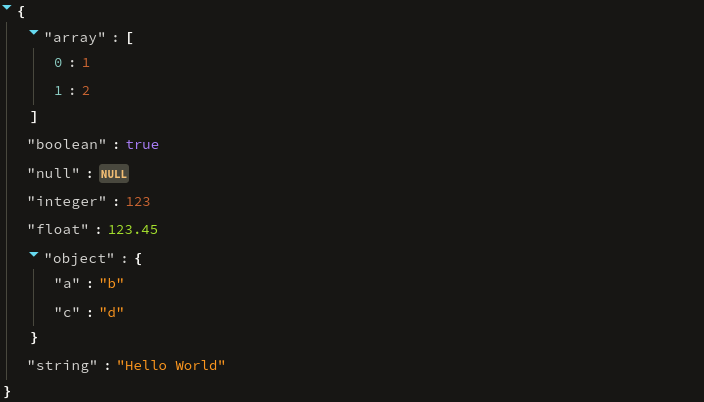 {
"array" : [
0 : 1
1 : 2
]
"boolean" : true
"null" : NULL
"integer" : 123
"float" : 123.45
"object" : {
"a" : "b"
"c" : "d"
}
"string" : "Hello World"
}